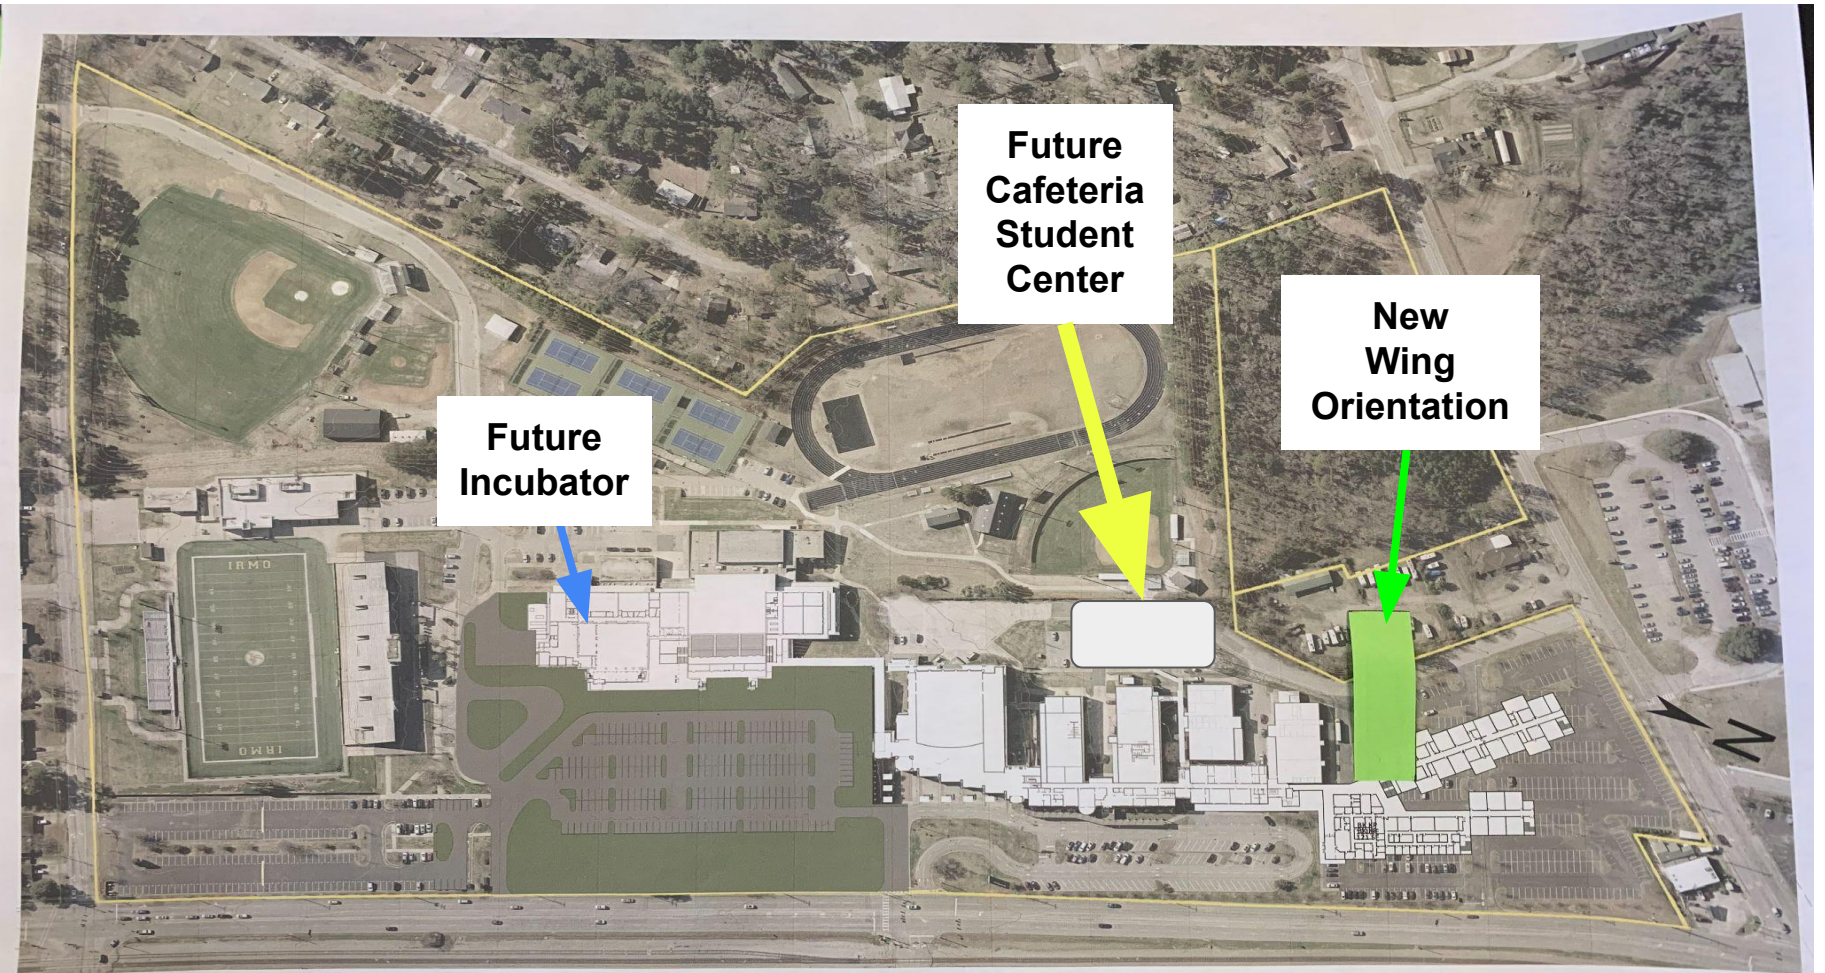 Future
Cafeteria
Student
Center
New
Wing
Orientation
Future
Incubator
IRMO
IRMO
N